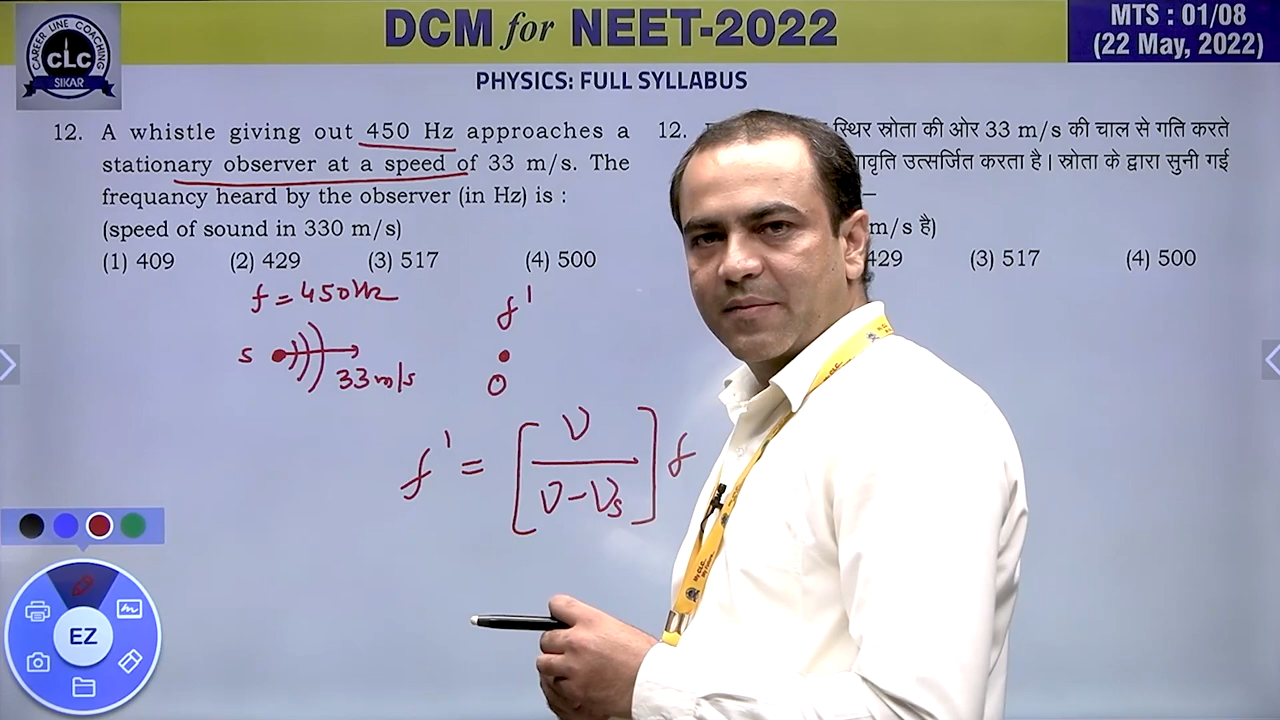 DCM for NEET-2022
MTS : 01/08
(22 May, 2022)
CAREER LINE COACHING
CLC
SIKAR
PHYSICS: FULL SYLLABUS
12. A whistle giving out 450 Hz approaches a
stationary observer at a speed of 33 m/s. The
frequancy heard by the observer (in Hz) is :
(speed of sound in 330 m/s)
(1) 409 (2) 429 (3) 517 (4) 500
12. स्थिर स्रोता की ओर 33 m/s की चाल से गति करते
उत्सर्जित करता है। स्रोता के द्वारा सुनी गई
m/s है)
429 (3) 517 (4) 500
f = 450Hz
f'
S
33m/s
O
f' = [V / V-Vs] f
EZ